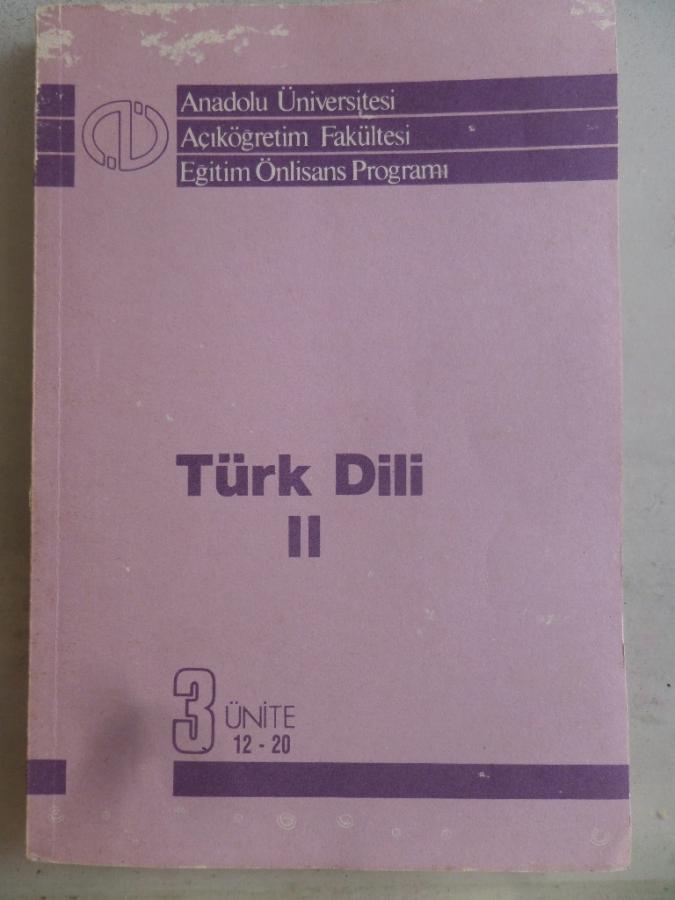 Anadolu Üniversitesi
Açıköğretim Fakültesi
Eğitim Önlisans Programı
Türk Dili
II
3
ÜNİTE
12 - 20